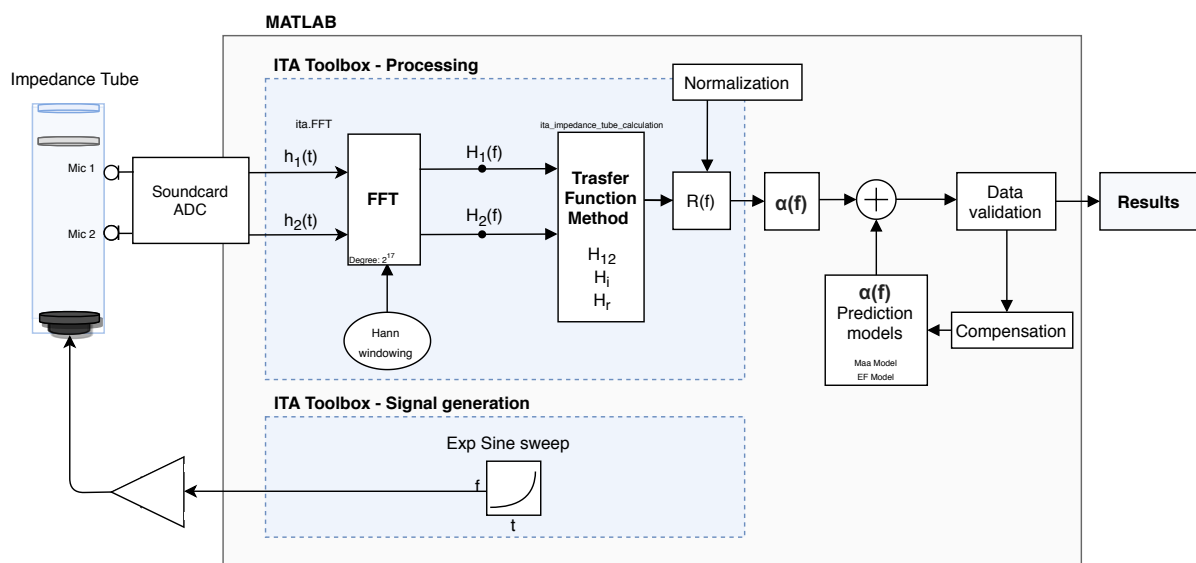 MATLAB
ITA Toolbox - Processing
Impedance Tube
Normalization
ita.FFT
ita_impedance_tube_calculation
Mic 1
Mic 2
Soundcard
ADC
h1(t)
h2(t)
FFT
Degree: 2^17
Hann
windowing
H1(f)
H2(f)
Trasfer
Function
Method
H12
Hi
Hr
R(f)
α(f)
Data
validation
Results
α(f)
Prediction
models
Maa Model
EF Model
Compensation
ITA Toolbox - Signal generation
Exp Sine sweep
f
t